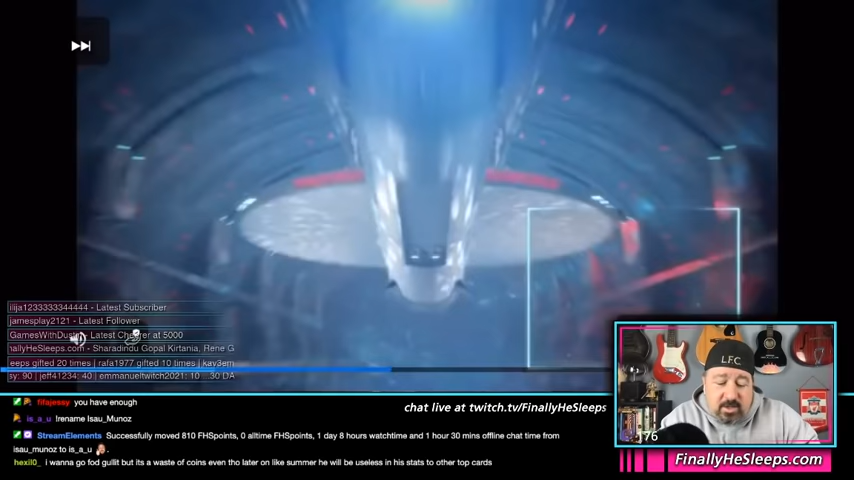 ilija1233333344444 - Latest Subscriber
jamesplay2121 - Latest Follower
GamesWithDust - Latest Cheerer at 5000
nallyHeSleeps.com - Sharadindu Gopal Kirtania, Rene G
eeps gifted 20 times | rafa1977 gifted 10 times | kav3em
sy: 90 | jeff41234: 40 | emmanueltwitch2021: 10 30 DA
fifajessy you have enough
is_a_u !rename Isau_Munoz
StreamElements Successfully moved 810 FHSpoints, 0 alltime FHSpoints, 1 day 8 hours watchtime and 1 hour 30 mins offline chat time from
isau_munoz to is_a_u
hexil0_ i wanna go fod gullit but its a waste of coins even tho later on like summer he will be useless in his stats to other top cards
chat live at twitch.tv/FinallyHeSleeps
LFC
176
FinallyHeSleeps.com